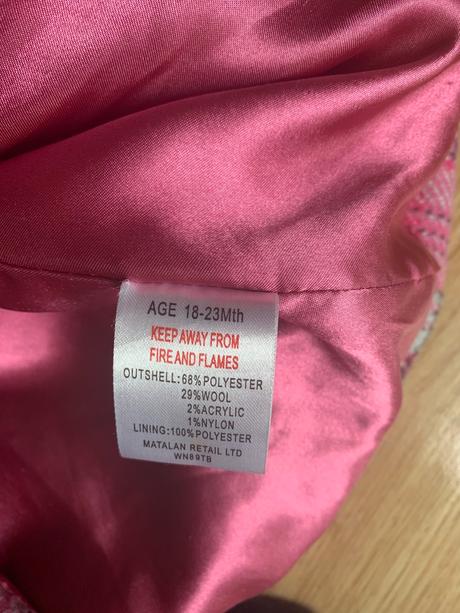 AGE 18-23Mth
KEEP AWAY FROM
FIRE AND FLAMES
OUTSHELL:68%POLYESTER
29%WOOL
2%ACRYLIC
1%NYLON
LINING:100%POLYESTER
MATALAN RETAIL LTD
WN89TB